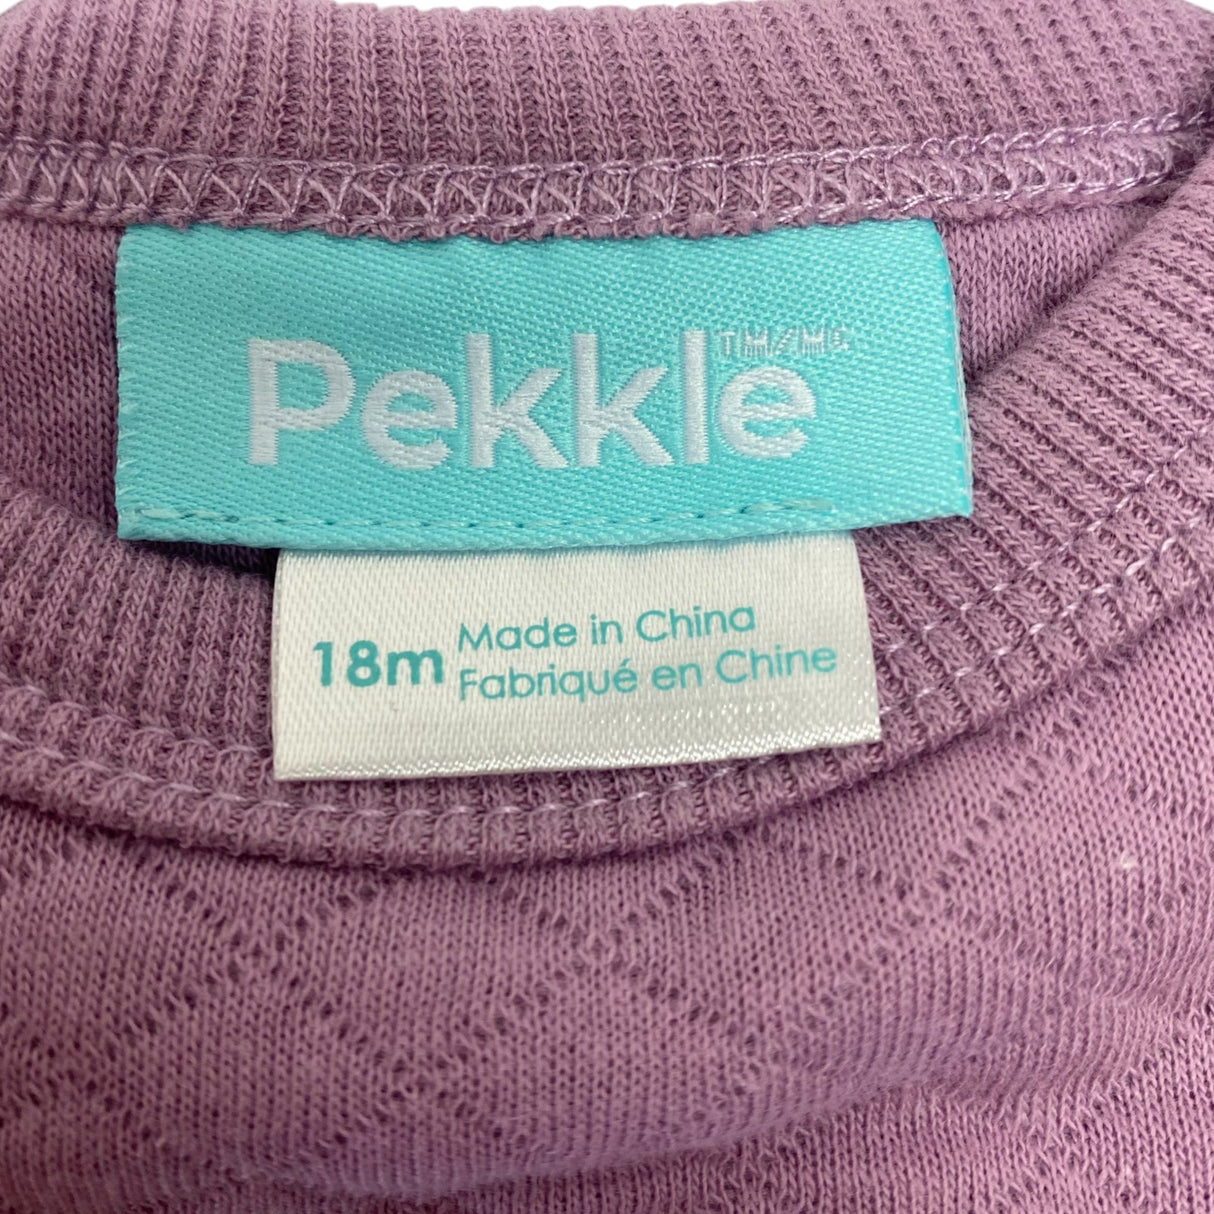 Pekkle TM/MC
18m Made in China
Fabriqué en Chine